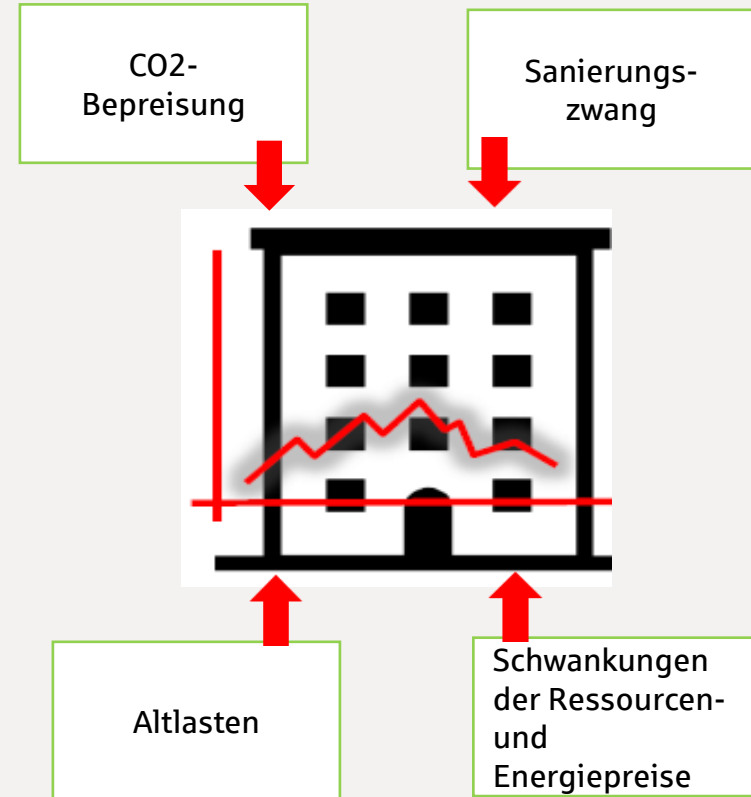 CO2-
Bepreisung
Sanierungs-
zwang
Altlasten
Schwankungen
der Ressourcen-
und
Energiepreise